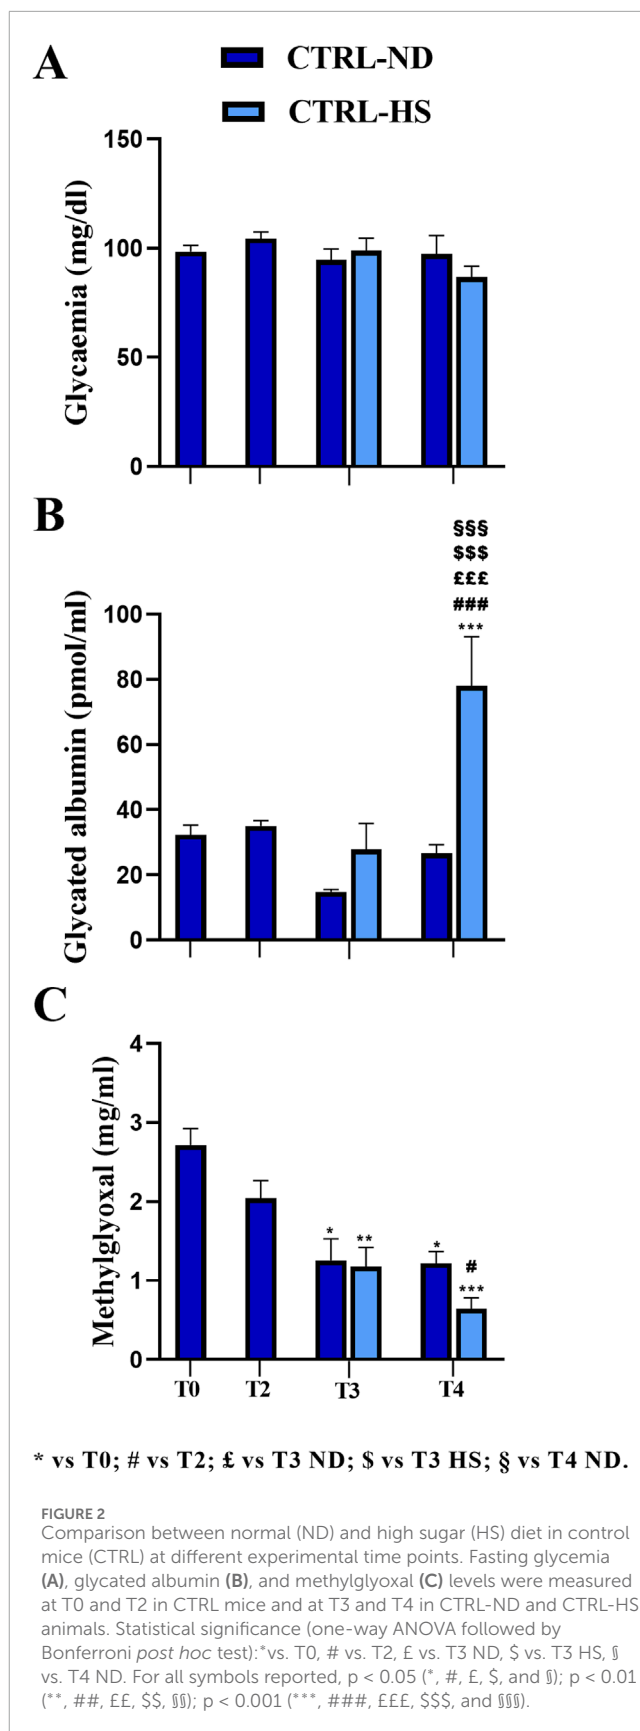 A
CTRL-ND
CTRL-HS
150
100
50
0
Glycaemia (mg/dl)
B
§§§
$$$
£££
###
***
100
80
60
40
20
0
Glycated albumin (pmol/ml)
C
4
3
2
1
0
Methylglyoxal (mg/ml)
*
**
*
#
***
T0
T2
T3
T4
* vs T0; # vs T2; £ vs T3 ND; $ vs T3 HS; § vs T4 ND.
FIGURE 2
Comparison between normal (ND) and high sugar (HS) diet in control
mice (CTRL) at different experimental time points. Fasting glycemia
(A), glycated albumin (B), and methylglyoxal (C) levels were measured
at T0 and T2 in CTRL mice and at T3 and T4 in CTRL-ND and CTRL-HS
animals. Statistical significance (one-way ANOVA followed by
Bonferroni post hoc test):*vs. T0, # vs. T2, £ vs. T3 ND, $ vs. T3 HS, §
vs. T4 ND. For all symbols reported, p < 0.05 (*, #, £, $, and §); p < 0.01
(**, ##, ££, $$, §§); p < 0.001 (***, ###, £££, $$$, and §§§).